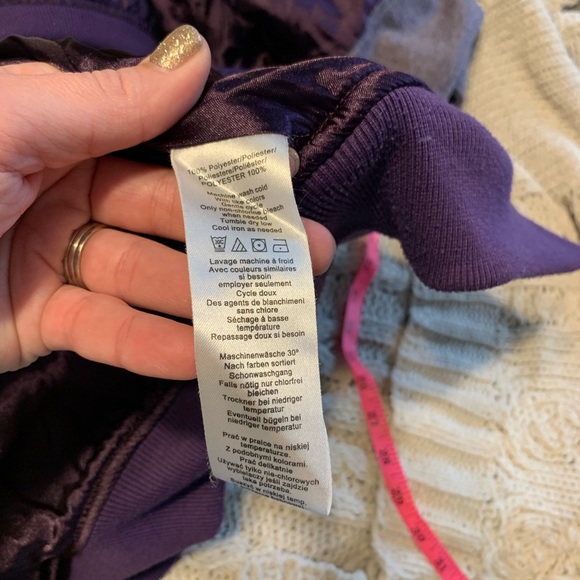 100% Polyester/Poliester/
Poliestere/Poliéster/
POLYESTER 100%
Machine wash cold
With like colors
Gentle cycle
Only non-chlorine bleach
when needed
Tumble dry low
Cool iron as needed
Lavage machine à froid
Avec couleurs similaires
si besoin
employer seulement
Cycle doux
Des agents de blanchiment
sans chlore
Séchage à basse
température
Repassage doux si besoin
Maschinenwäsche 30°
Nach farben sortiert
Schonwaschgang
Falls nötig nur chlorfrei
bleichen
Trockner bei niedriger
temperatur
Eventuell bügeln bei
niedriger temperatur
Prać w pralce na niskiej
temperaturze.
Z podobnymi kolorami.
Prać delikatnie
Używać tylko nie-chlorowych
wybielaczy jeśli zajdzie
taka potrzeba.